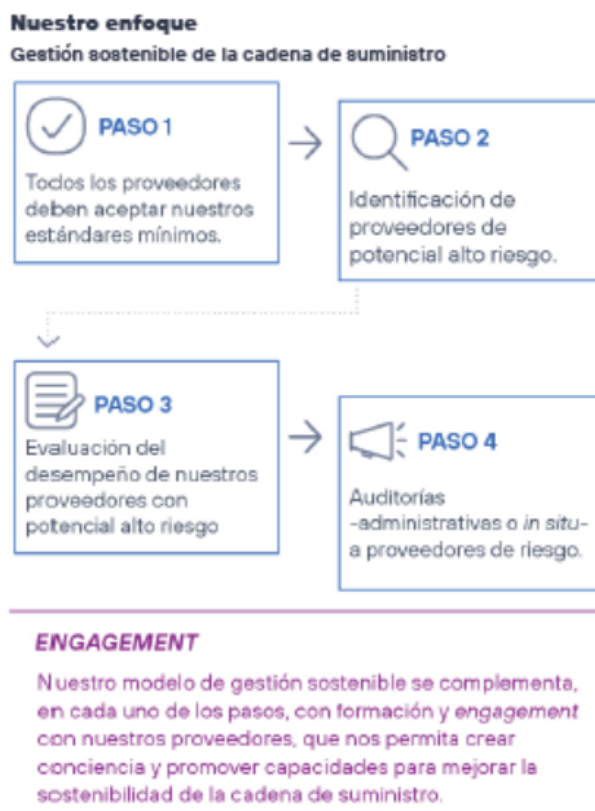 Nuestro enfoque
Gestión sostenible de la cadena de suministro
PASO 1
Todos los proveedores
deben aceptar nuestros
estándares mínimos.
PASO 2
Identificación de
proveedores de
potencial alto riesgo.
PASO 3
Evaluación del
desempeño de nuestros
proveedores con
potencial alto riesgo
PASO 4
Auditorías
-administrativas o in situ-
a proveedores de riesgo.
ENGAGEMENT
Nuestro modelo de gestión sostenible se complementa,
en cada uno de los pasos, con formación y engagement
con nuestros proveedores, que nos permita crear
conciencia y promover capacidades para mejorar la
sostenibilidad de la cadena de suministro.